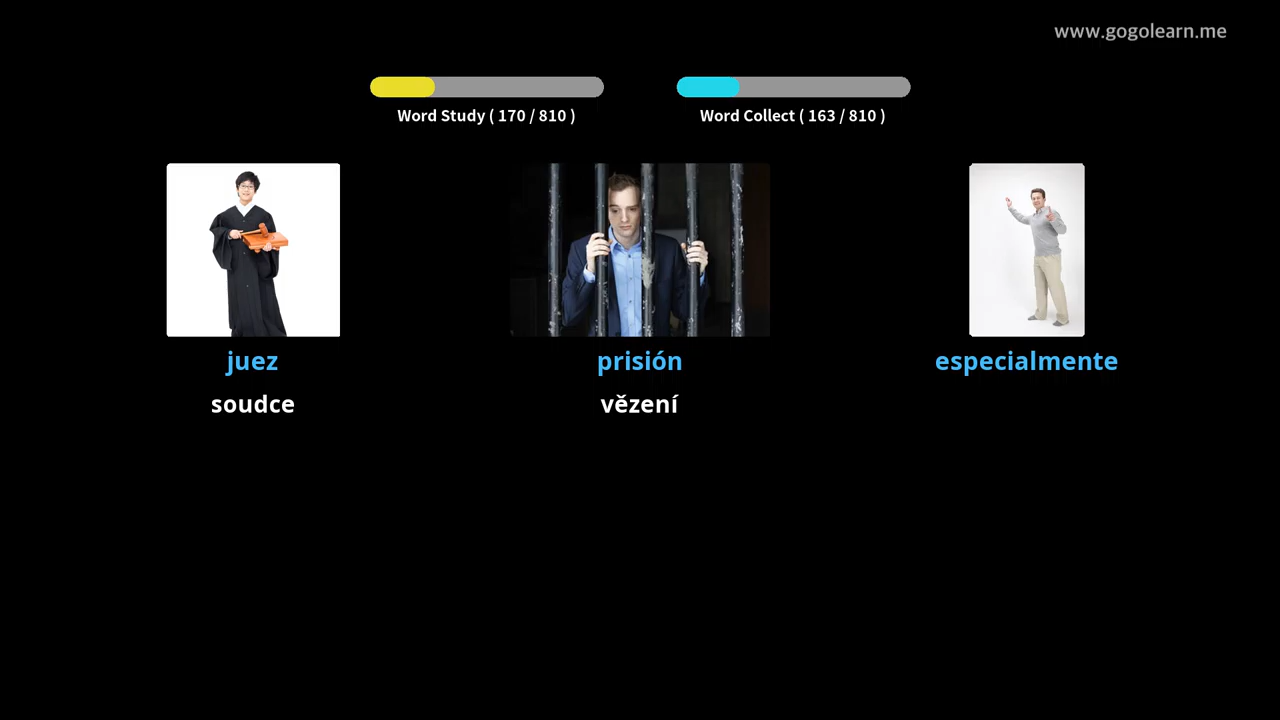 www.gogolearn.me
Word Study ( 170 / 810 )
Word Collect ( 163 / 810 )
juez
prisión
especialmente
soudce
vězení